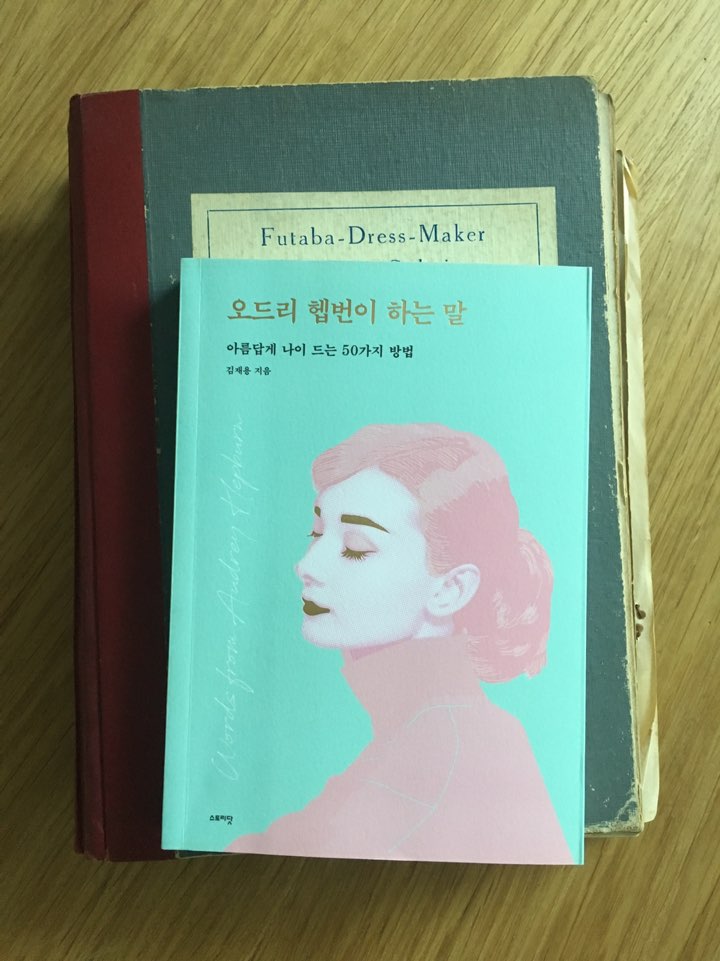 Futaba-Dress-Maker
오드리 헵번이 하는 말
아름답게 나이 드는 50가지 방법
김재용 지음
Words from Audrey Hepburn
스토리닷